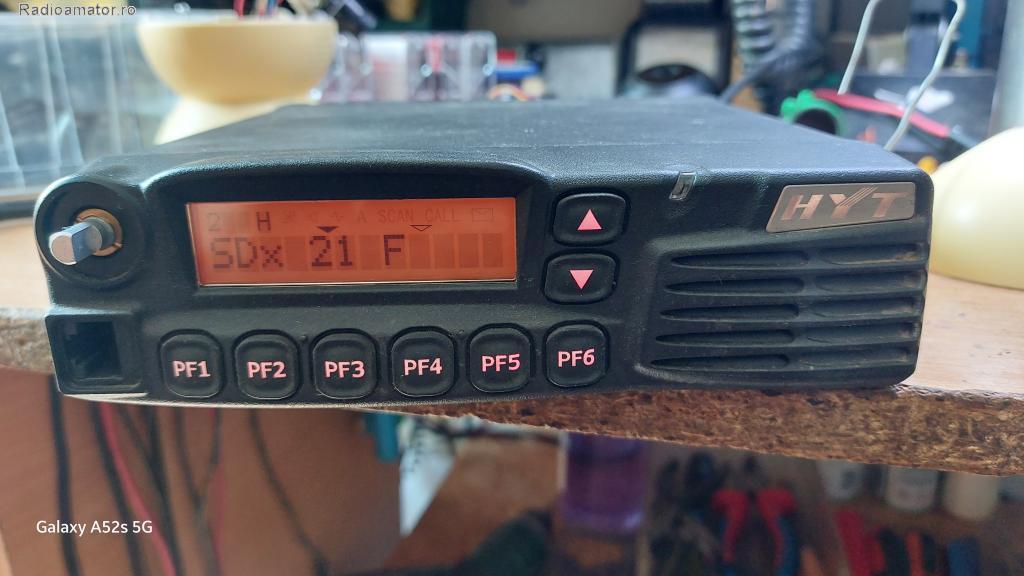 Radioamator.ro
2 H A SCAN CALL
SDx 21 F
HYT
PF1 PF2 PF3 PF4 PF5 PF6
Galaxy A52s 5G